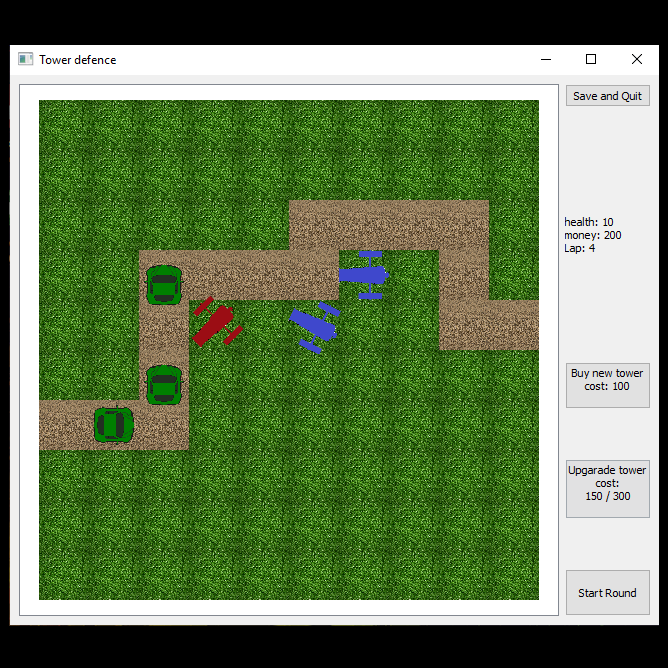 Tower defence
Save and Quit
health: 10
money: 200
Lap: 4
Buy new tower
cost: 100
Upgarade tower
cost:
150 / 300
Start Round